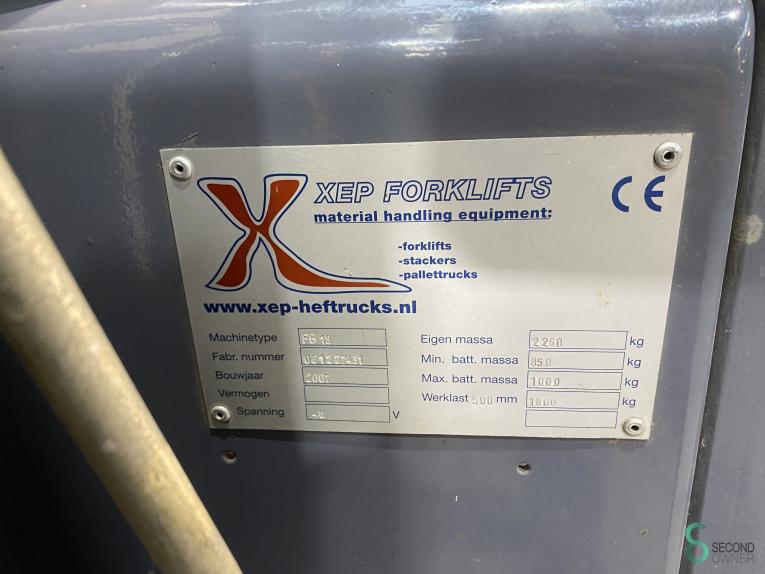 XEP FORKLIFTS
CE
material handling equipment:
-forklifts
-stackers
-pallettrucks
www.xep-heftrucks.nl
Machinetype FB 18
Fabr. nummer
Bouwjaar 2007
Vermogen
Spanning 48 V
Eigen massa 2260 kg
Min. batt. massa 850 kg
Max. batt. massa 1000 kg
Werklast 500 mm 1800 kg
SECOND
OWNER